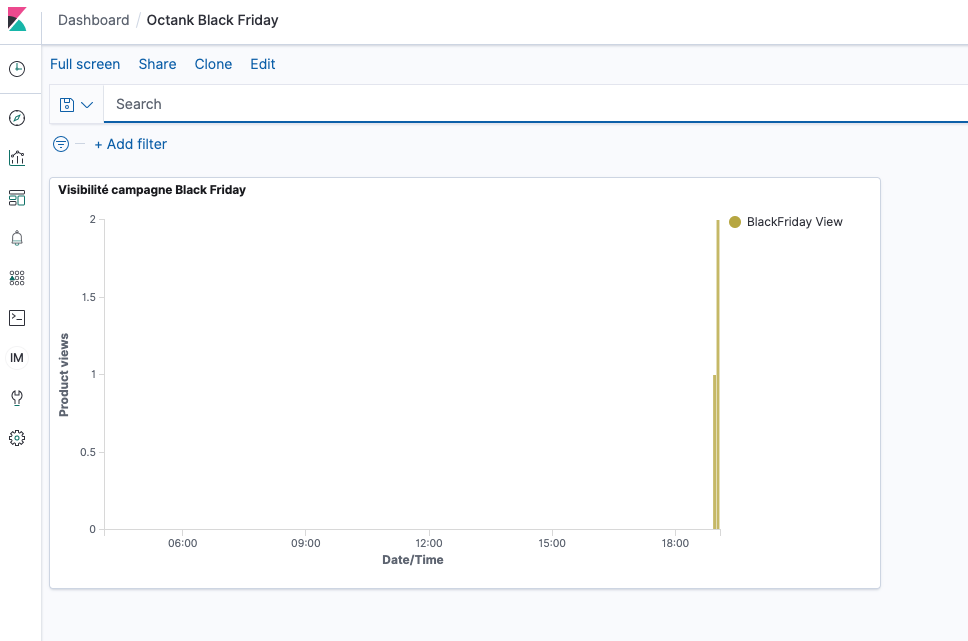 Dashboard / Octank Black Friday
Full screen Share Clone Edit
Search
+ Add filter
Visibilité campagne Black Friday
BlackFriday View
2
1.5
1
0.5
0
Product views
06:00 09:00 12:00 15:00 18:00
Date/Time
IM